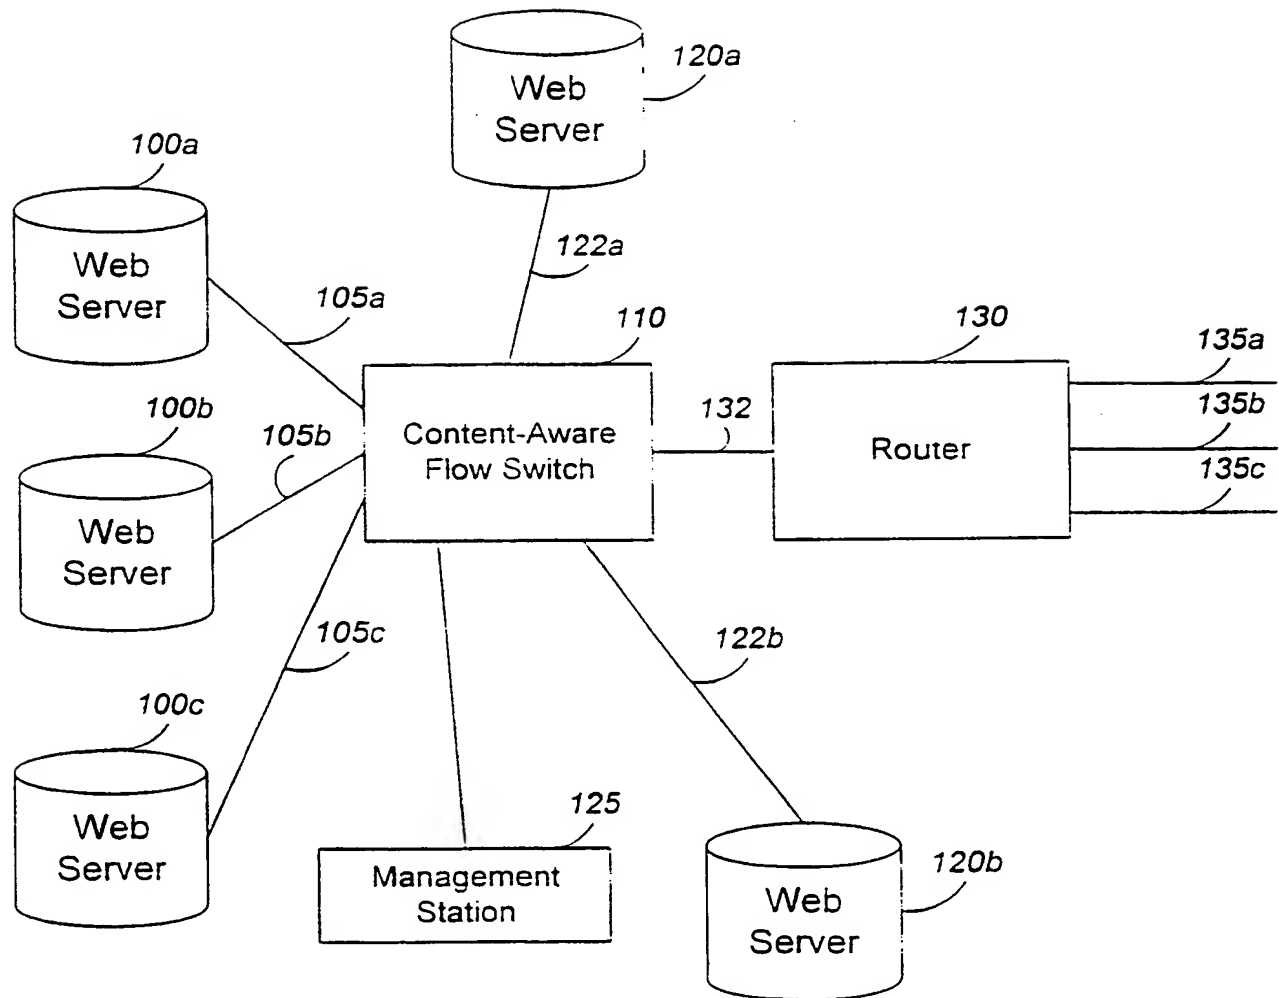 120a
Web
Server
100a
122a
Web
Server
105a
110
130
135a
100b
105b
132
135b
Content-Aware
Flow Switch
Router
135c
Web
Server
105c
122b
100c
125
Web
Server
Management
Station
120b
Web
Server